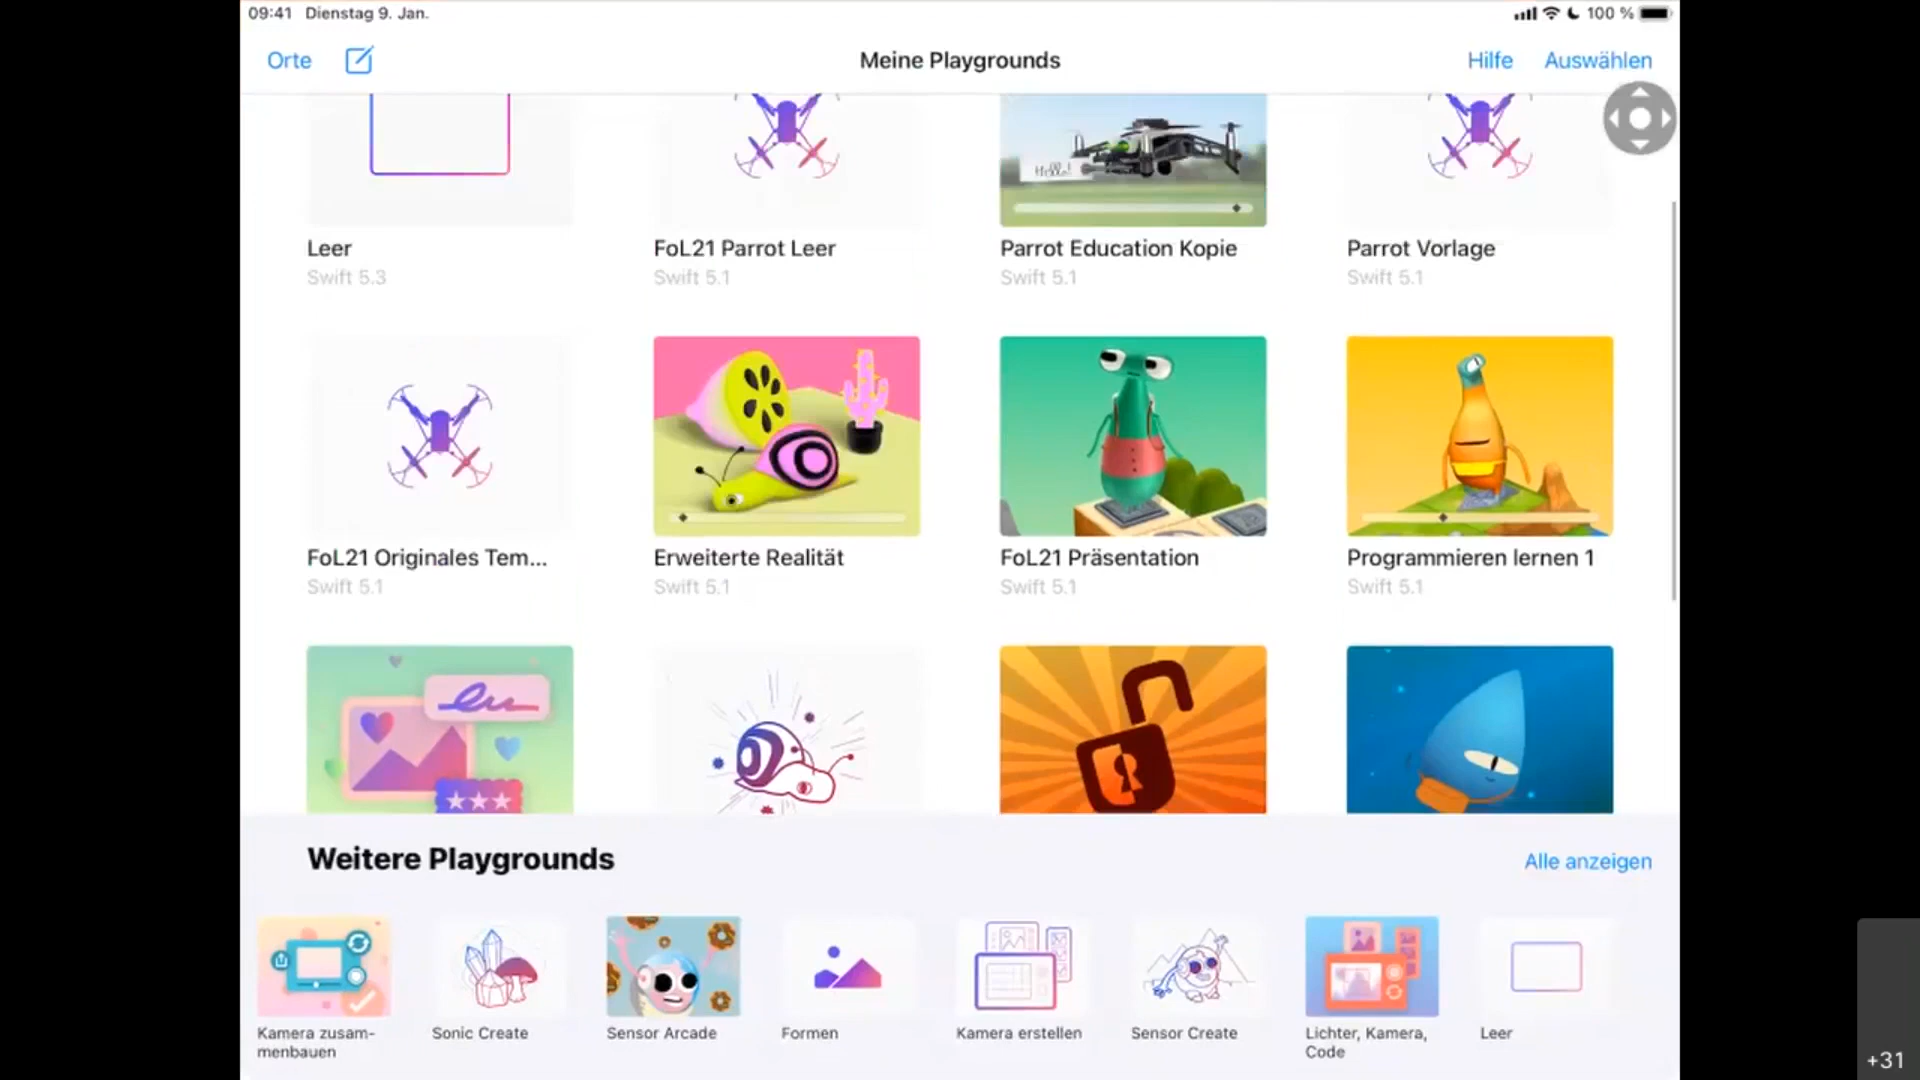 09:41 Dienstag 9. Jan. 100 %
Orte Meine Playgrounds Hilfe Auswählen
Hello!
Leer FoL21 Parrot Leer Parrot Education Kopie Parrot Vorlage
Swift 5.3 Swift 5.1 Swift 5.1 Swift 5.1
FoL21 Originales Tem... Erweiterte Realität FoL21 Präsentation Programmieren lernen 1
Swift 5.1 Swift 5.1 Swift 5.1 Swift 5.1
Weitere Playgrounds Alle anzeigen
Kamera zusam- Sonic Create Sensor Arcade Formen Kamera erstellen Sensor Create Lichter, Kamera, Leer
menbauen Code
+31